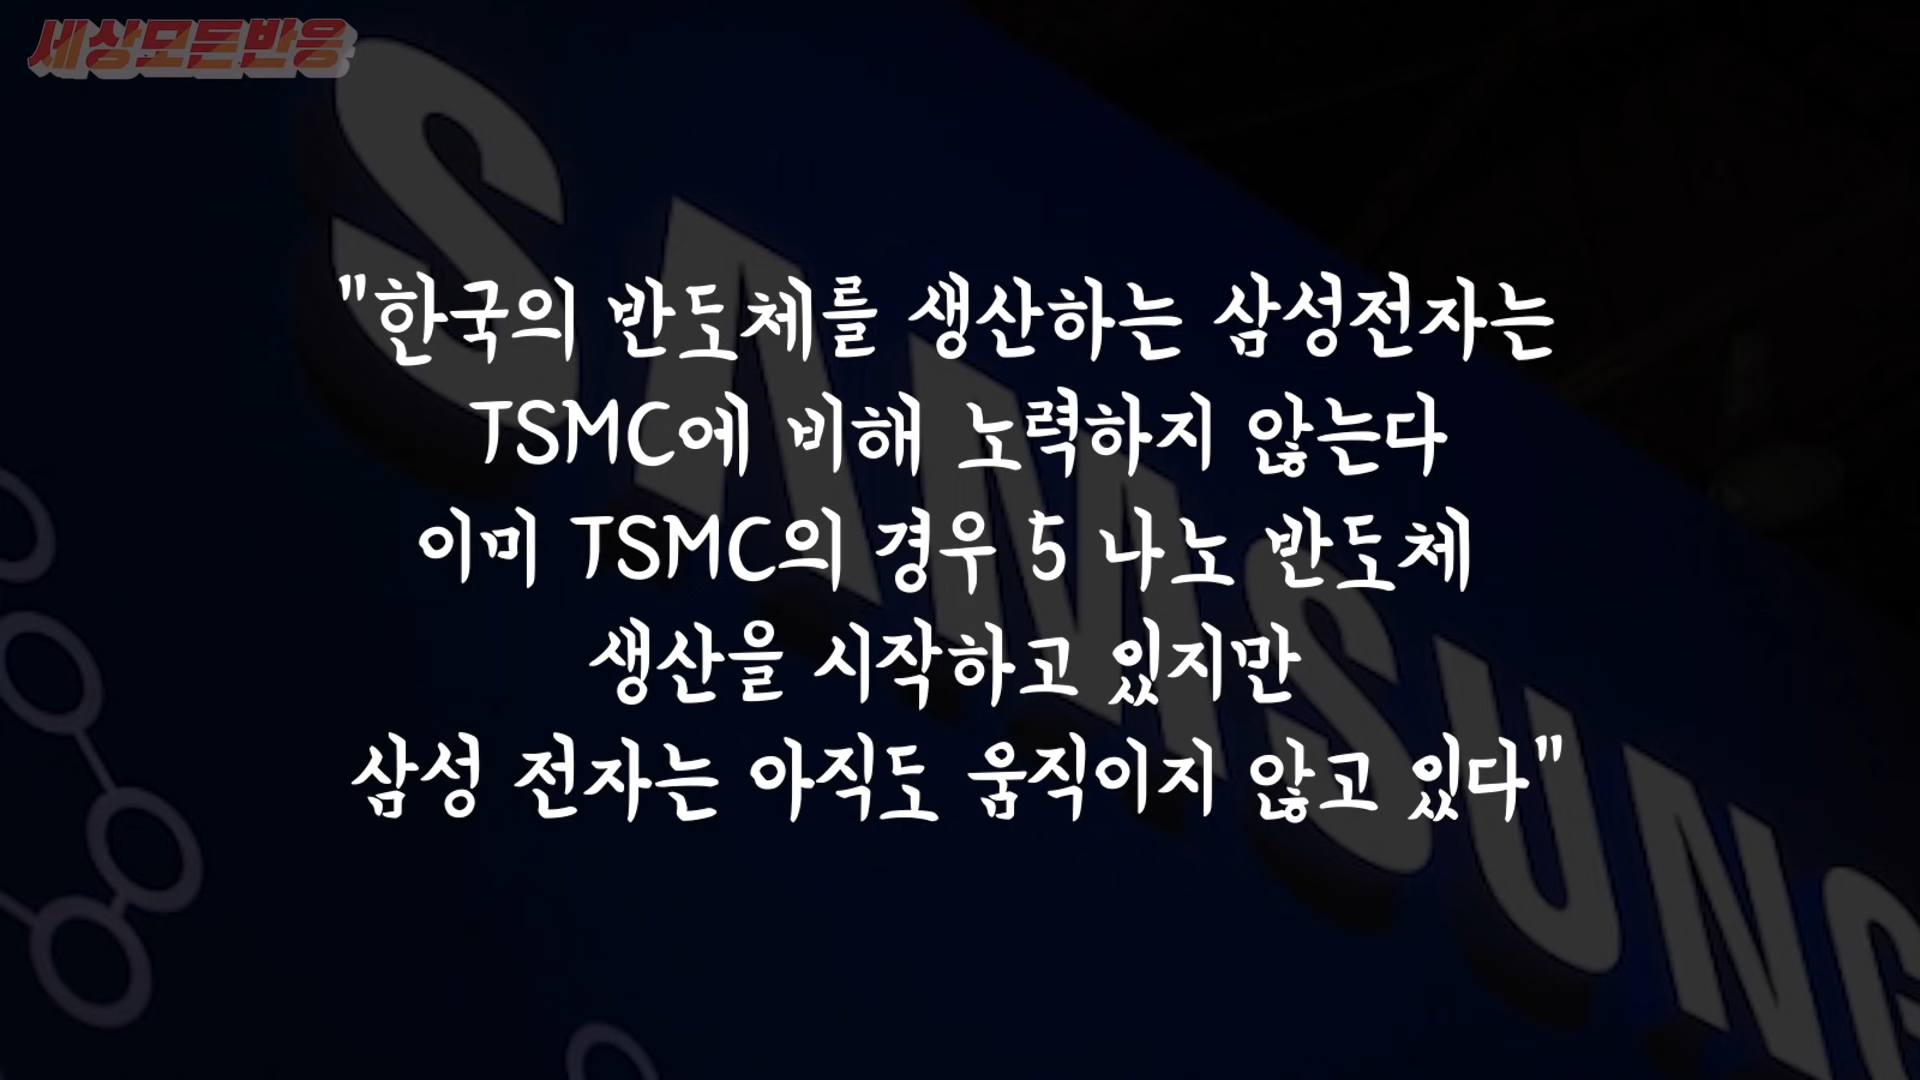 세상모든반응
SAMSUNG
"한국의 반도체를 생산하는 삼성전자는
TSMC에 비해 노력하지 않는다
이미 TSMC의 경우 5 나노 반도체
생산을 시작하고 있지만
삼성 전자는 아직도 움직이지 않고 있다"